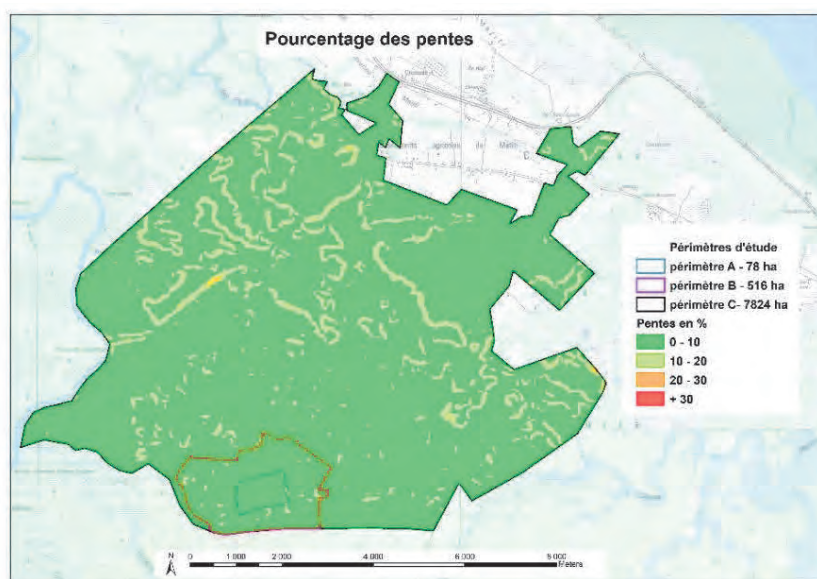 Pourcentage des pentes
Périmètres d'étude
périmètre A - 78 ha
périmètre B - 516 ha
périmètre C- 7824 ha
Pentes en %
0 - 10
10 - 20
20 - 30
+ 30
N
0 1 000 2 000 4 000 6 000 8 000
Meters